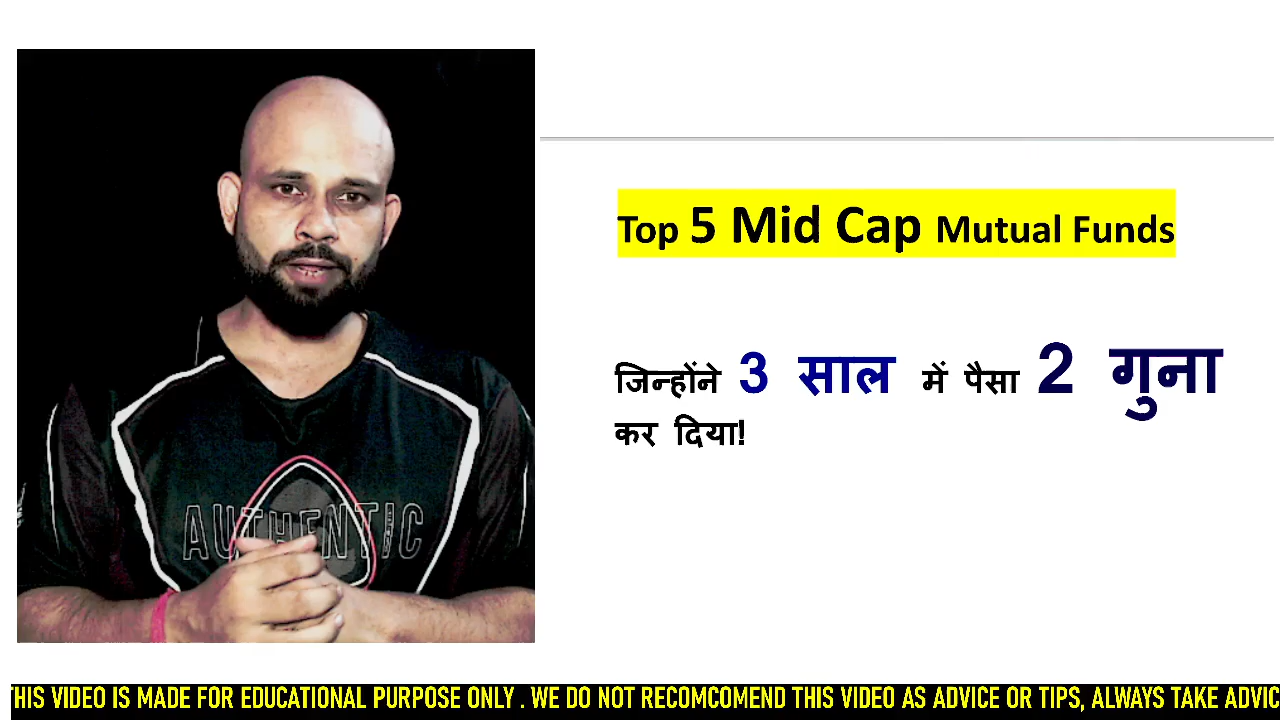 Top 5 Mid Cap Mutual Funds
जिन्होंने 3 साल में पैसा 2 गुना
कर दिया!
AUTHENTIC
THIS VIDEO IS MADE FOR EDUCATIONAL PURPOSE ONLY . WE DO NOT RECOMCOMEND THIS VIDEO AS ADVICE OR TIPS, ALWAYS TAKE ADVIC